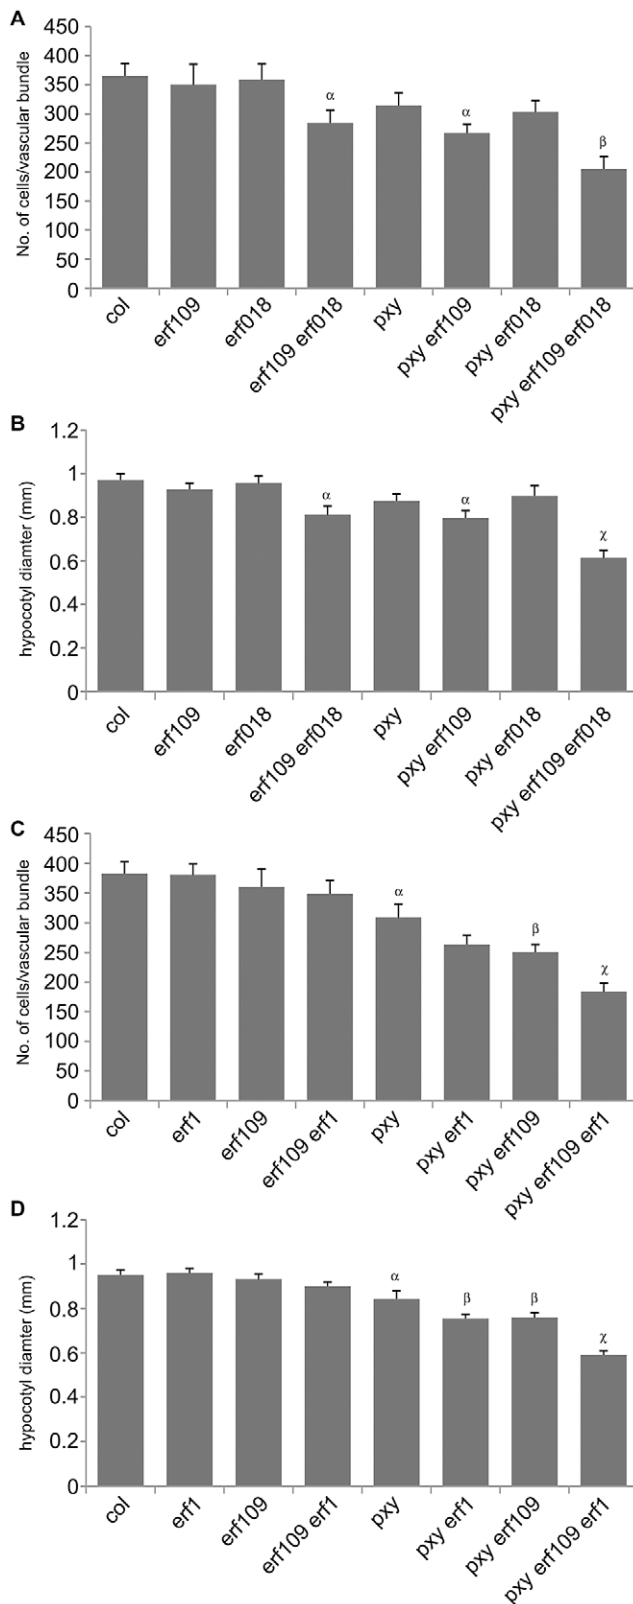 A
No. of cells/vascular bundle
450
400
350
300
250
200
150
100
50
0
α
α
β
col
erf109
erf018
erf109 erf018
pxy
pxy erf109
pxy erf018
pxy erf109 erf018
B
hypocotyl diamter (mm)
1.2
1
0.8
0.6
0.4
0.2
0
α
α
χ
col
erf109
erf018
erf109 erf018
pxy
pxy erf109
pxy erf018
pxy erf109 erf018
C
No. of cells/vascular bundle
450
400
350
300
250
200
150
100
50
0
α
β
χ
col
erf1
erf109
erf109 erf1
pxy
pxy erf1
pxy erf109
pxy erf109 erf1
D
hypocotyl diamter (mm)
1.2
1
0.8
0.6
0.4
0.2
0
α
β
β
χ
col
erf1
erf109
erf109 erf1
pxy
pxy erf1
pxy erf109
pxy erf109 erf1